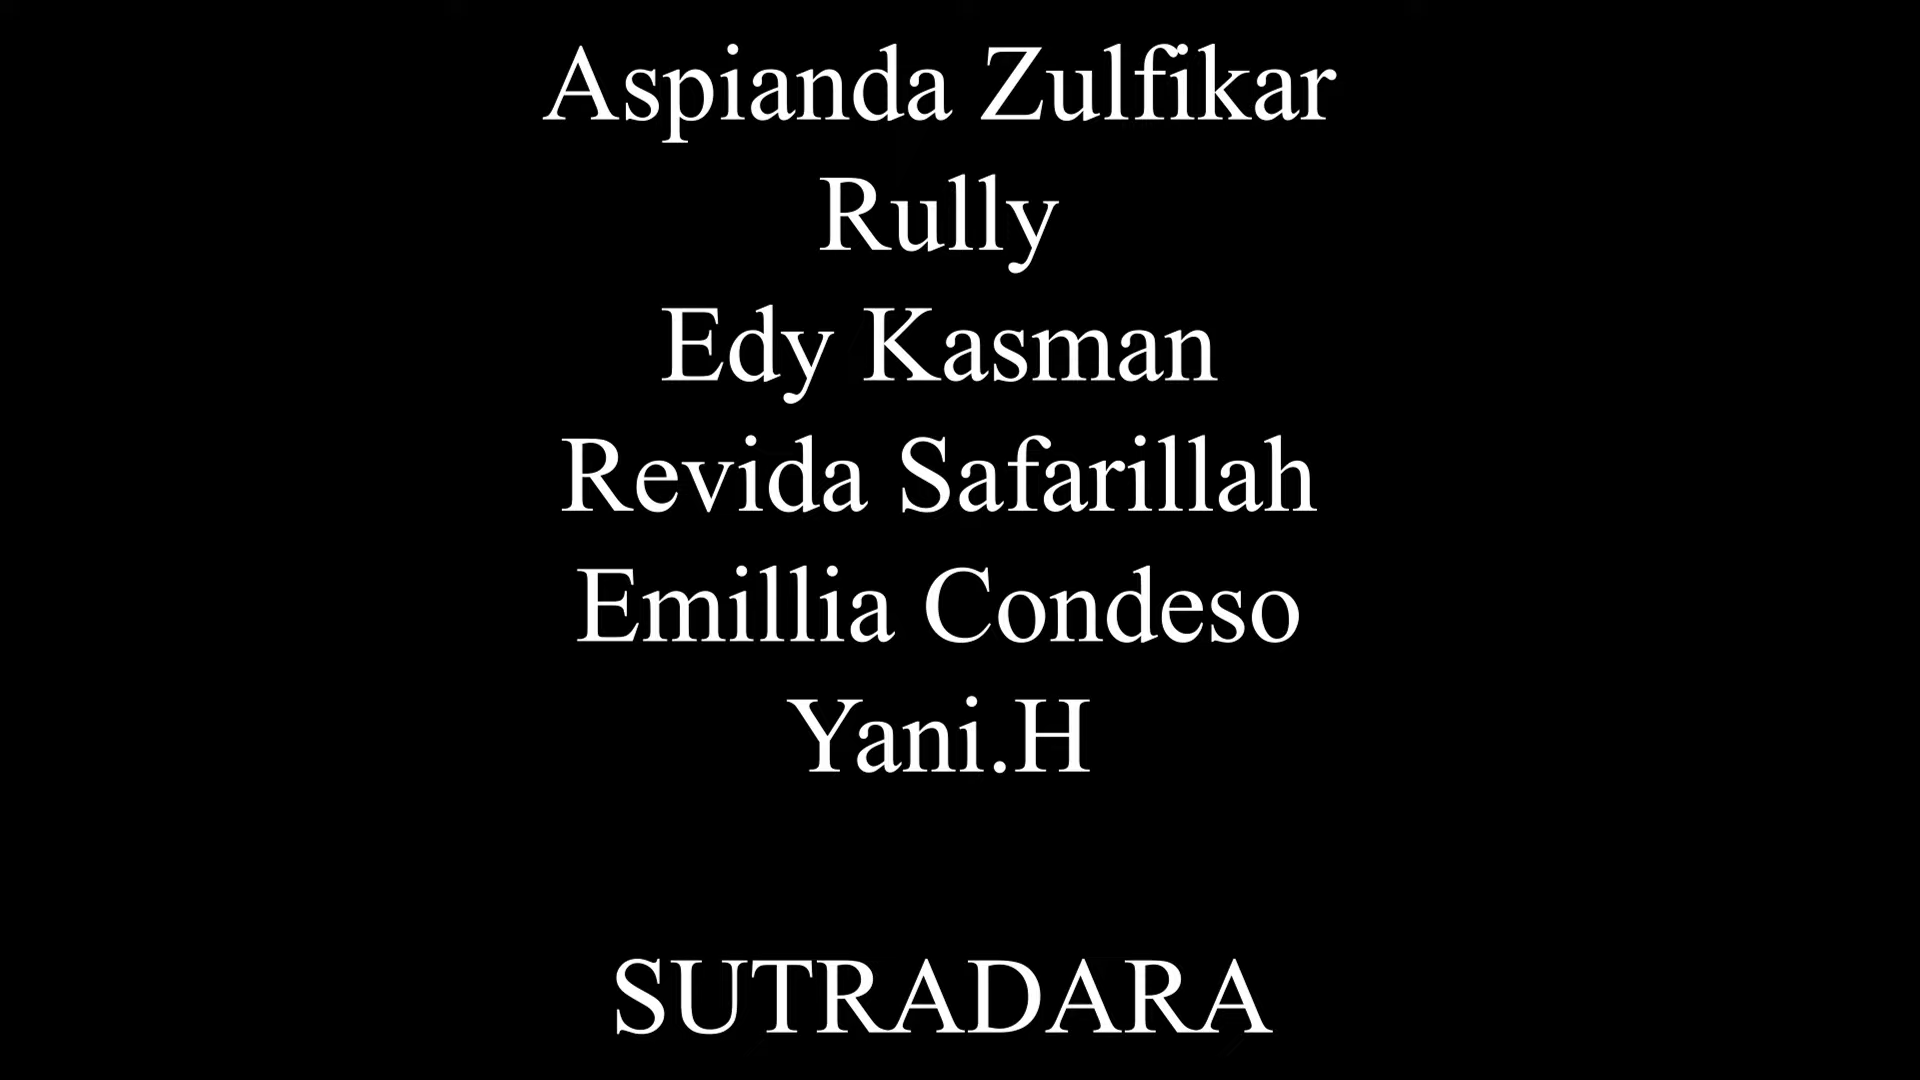 Aspianda Zulfikar
Rully
Edy Kasman
Revida Safarillah
Emillia Condeso
Yani.H
SUTRADARA